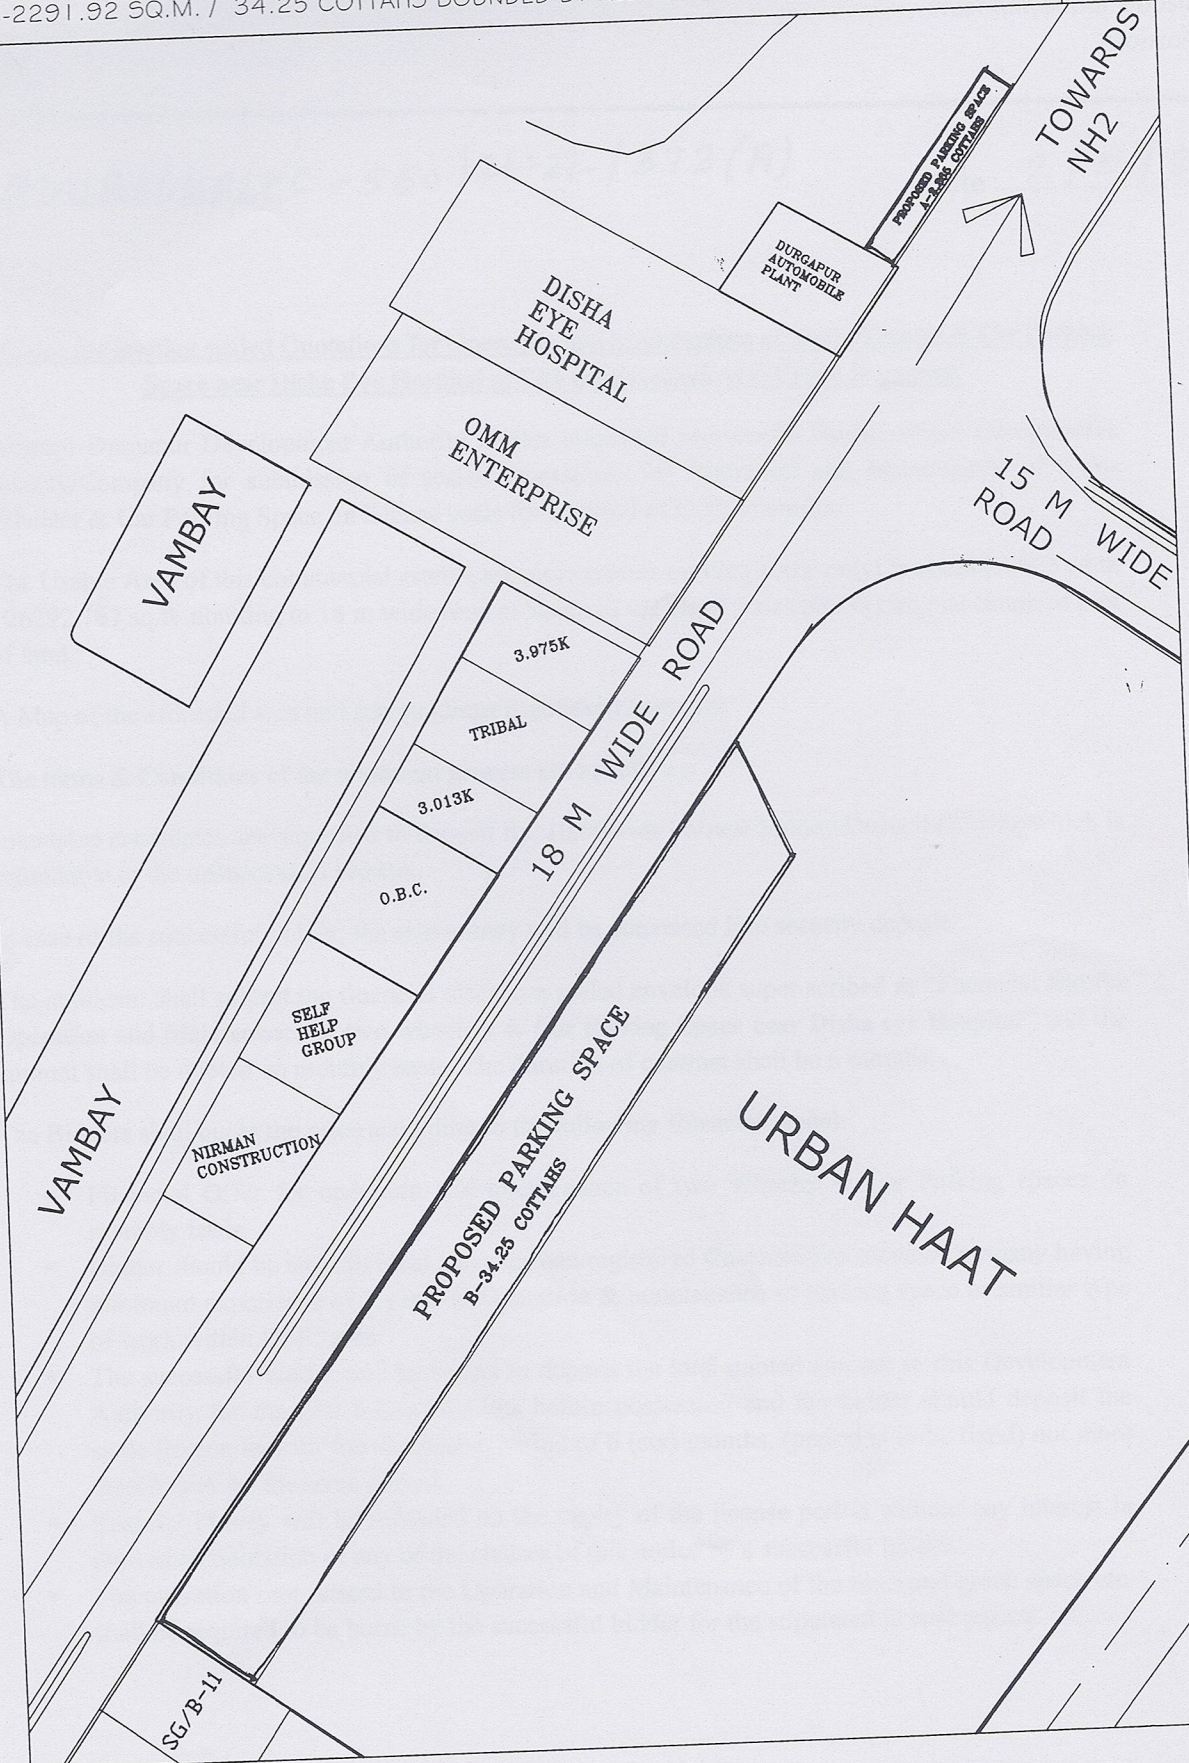 -2291.92 SQ.M. / 34.25 COTTAHS BOUNDED
TOWARDS
NH2
PROPOSED PARKING SPACE
COTTAHS
DURGAPUR
AUTOMOBILE
PLANT
DISHA
EYE
HOSPITAL
OMM
ENTERPRISE
15 M WIDE
ROAD
VAMBAY
3.975K
TRIBAL
3.013K
O.B.C.
SELF
HELP
GROUP
NIRMAN
CONSTRUCTION
18 M WIDE ROAD
VAMBAY
PROPOSED PARKING SPACE
B-34.25 COTTAHS
URBAN HAAT
SG/B-11